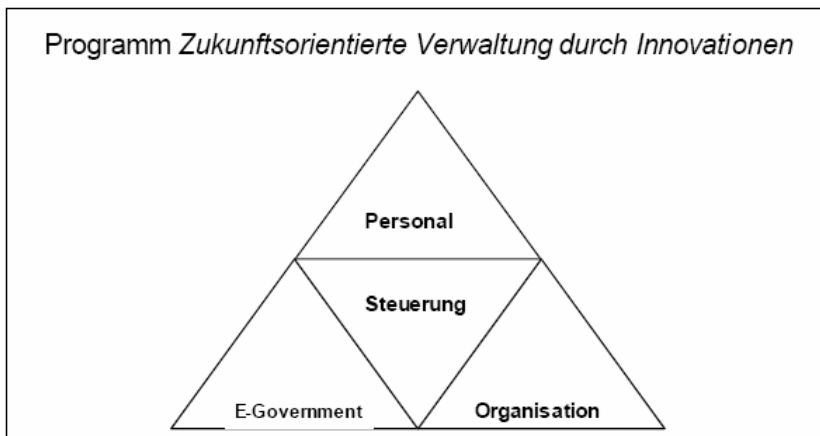 Programm Zukunftsorientierte Verwaltung durch Innovationen
Personal
Steuerung
E-Government
Organisation